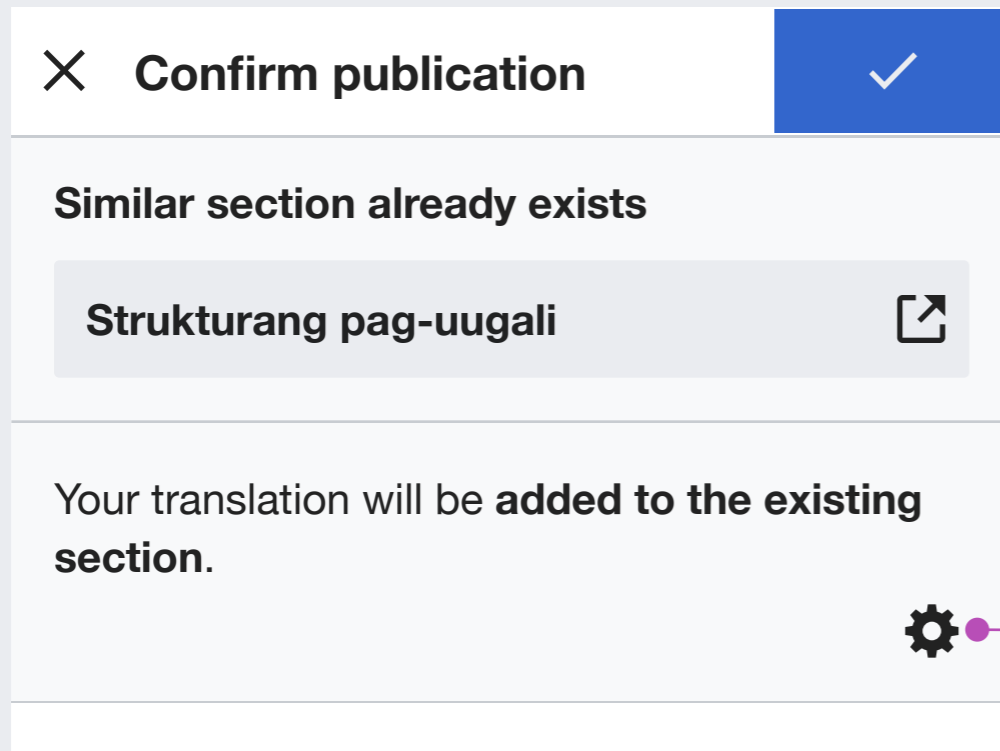 Confirm publication
Similar section already exists
Strukturang pag-uugali
Your translation will be added to the existing
section.